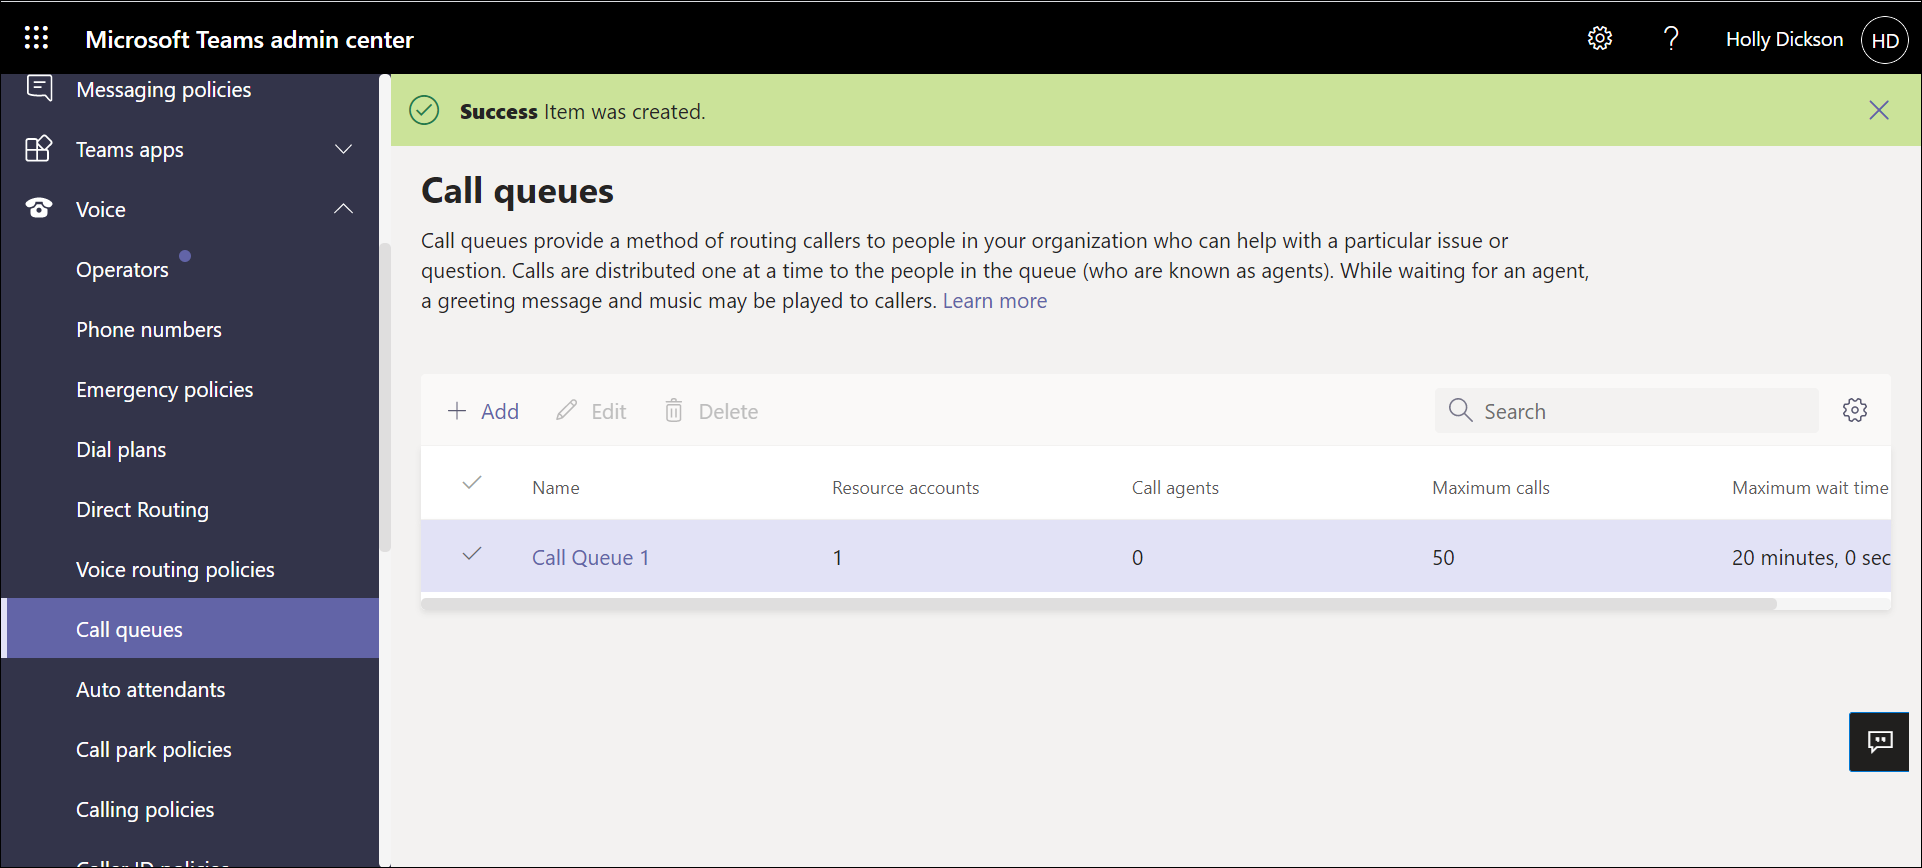 Microsoft Teams admin center
Holly Dickson
HD
Messaging policies
Teams apps
Voice
Operators
Phone numbers
Emergency policies
Dial plans
Direct Routing
Voice routing policies
Call queues
Auto attendants
Call park policies
Calling policies
Caller ID policies
Success Item was created.
Call queues
Call queues provide a method of routing callers to people in your organization who can help with a particular issue or
question. Calls are distributed one at a time to the people in the queue (who are known as agents). While waiting for an agent,
a greeting message and music may be played to callers. Learn more
Add Edit Delete Search
Name Resource accounts Call agents Maximum calls Maximum wait time
Call Queue 1 1 0 50 20 minutes, 0 sec